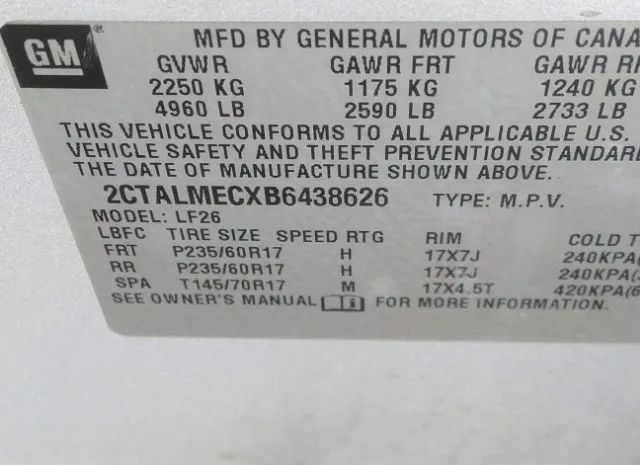 GM ® MFD BY GENERAL MOTORS OF CANA
GVWR GAWR FRT GAWR
2250 KG 1175 KG 1240 KG
4960 LB 2590 LB 2733 LB
THIS VEHICLE CONFORMS TO ALL APPLICABLE U.S.
VEHICLE SAFETY AND THEFT PREVENTION STANDAR
THE DATE OF MANUFACTURE SHOWN ABOVE.
2CTALMECXB6438626 TYPE: M.P.V.
MODEL: LF26
LBFC TIRE SIZE SPEED RTG RIM COLD T
FRT P235/60R17 H 17X7J 240KPA(
RR P235/60R17 H 17X7J 240KPA(
SPA T145/70R17 M 17X4.5T 420KPA(6
SEE OWNER'S MANUAL FOR MORE INFORMATION.